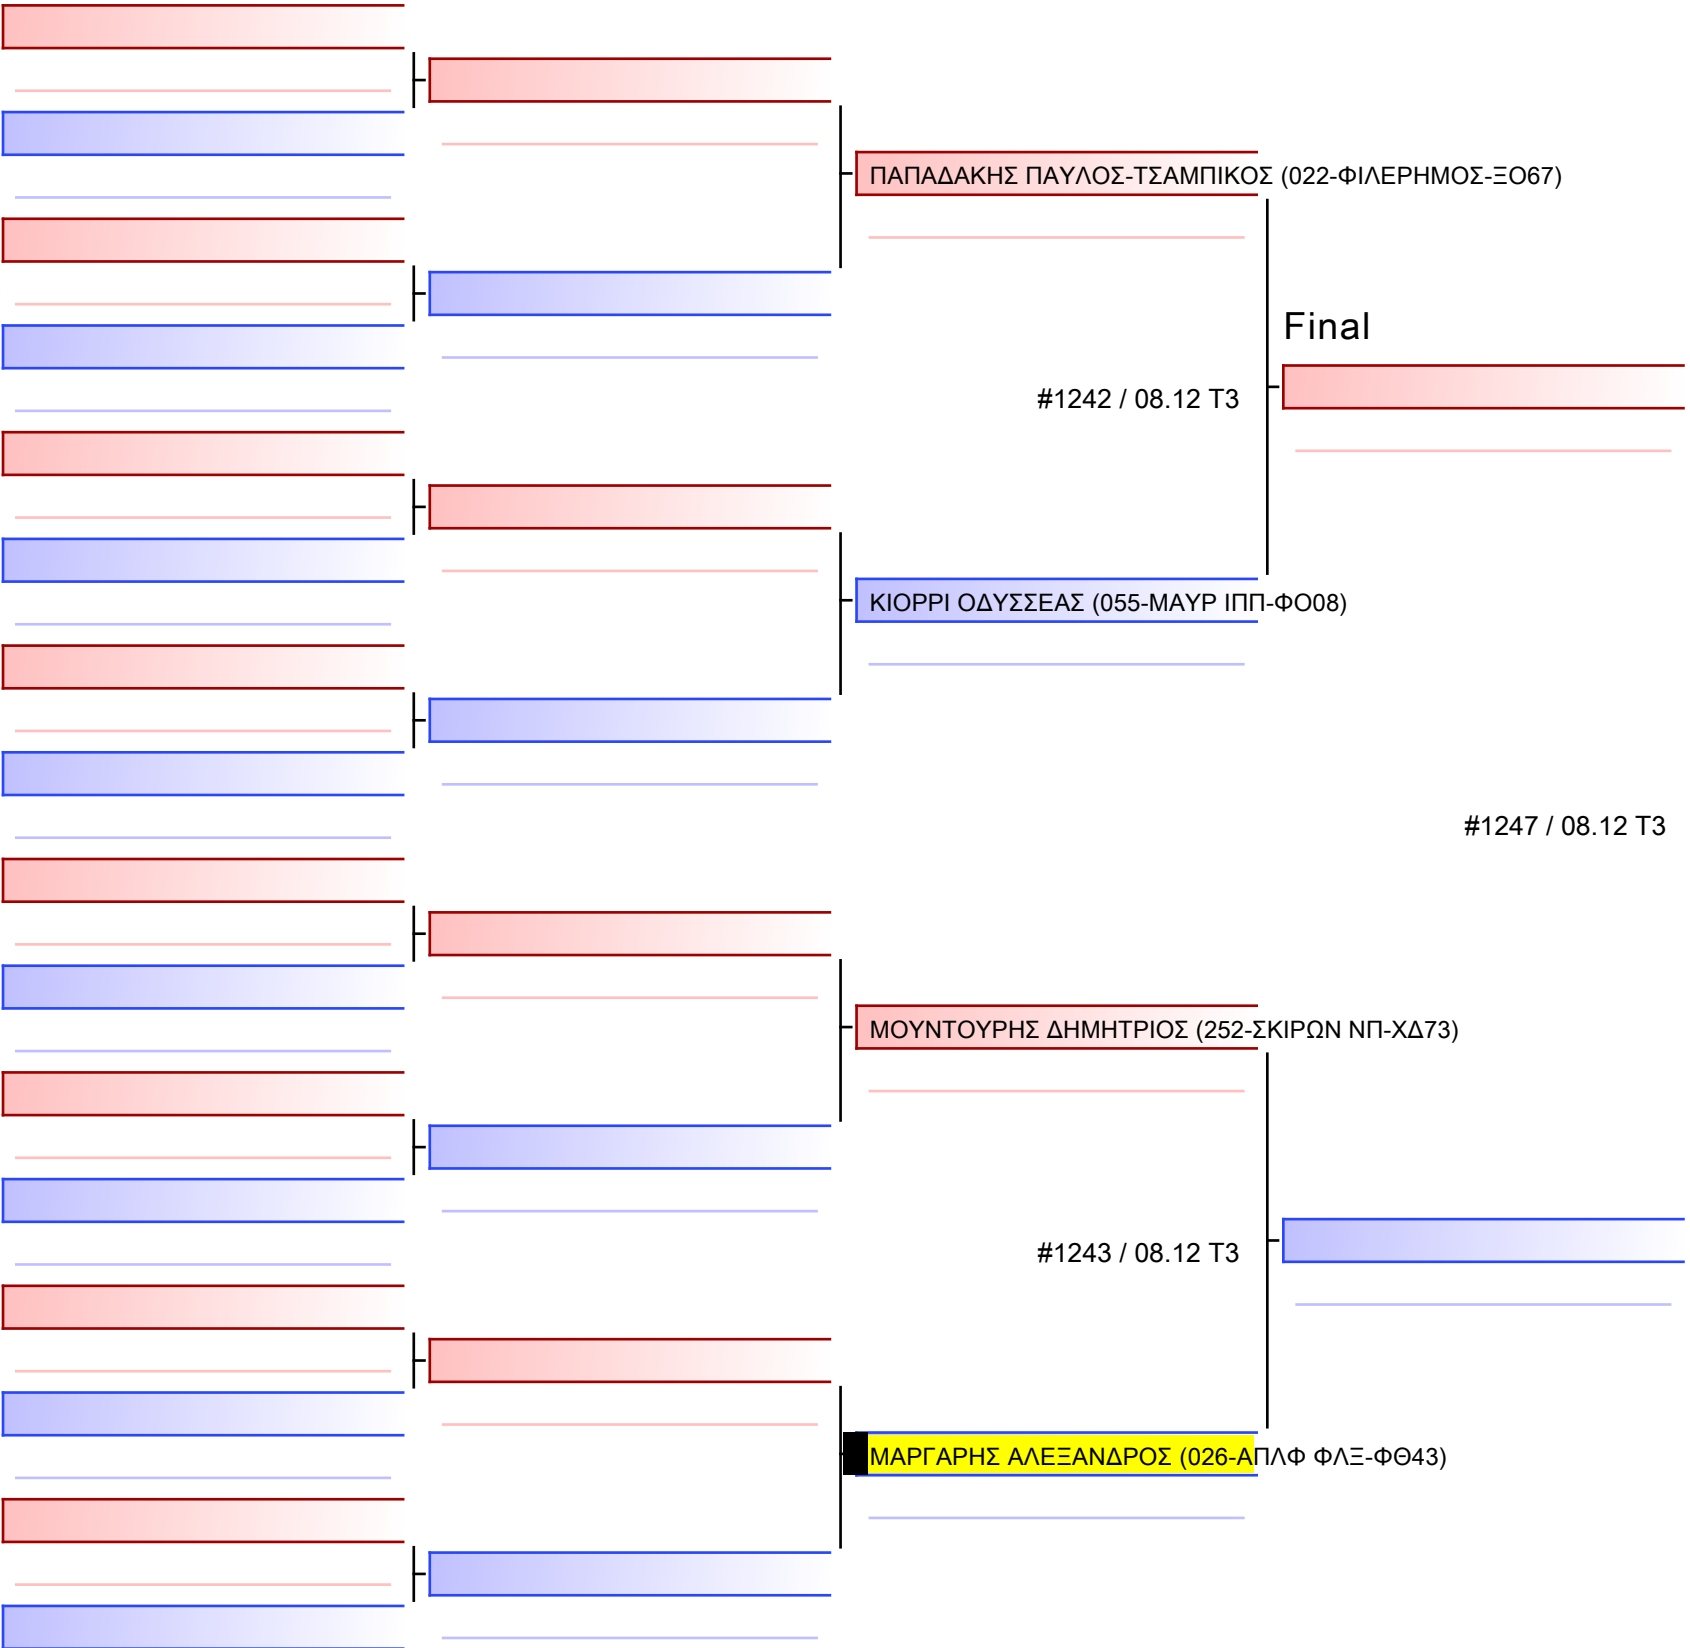 ΠΑΠΑΔΑΚΗΣ ΠΑΥΛΟΣ-ΤΣΑΜΠΙΚΟΣ (022-ΦΙΛΕΡΗΜΟΣ-ΞΟ67)
Final
#1242 / 08.12 T3
ΚΙΟΡΡΙ ΟΔΥΣΣΕΑΣ (055-ΜΑΥΡ ΙΠΠ-ΦΟ08)
#1247 / 08.12 T3
ΜΟΥΝΤΟΥΡΗΣ ΔΗΜΗΤΡΙΟΣ (252-ΣΚΙΡΩΝ ΝΠ-ΧΔ73)
#1243 / 08.12 T3
ΜΑΡΓΑΡΗΣ ΑΛΕΞΑΝΔΡΟΣ (026-ΑΠΛΦ ΦΛΞ-ΦΘ43)